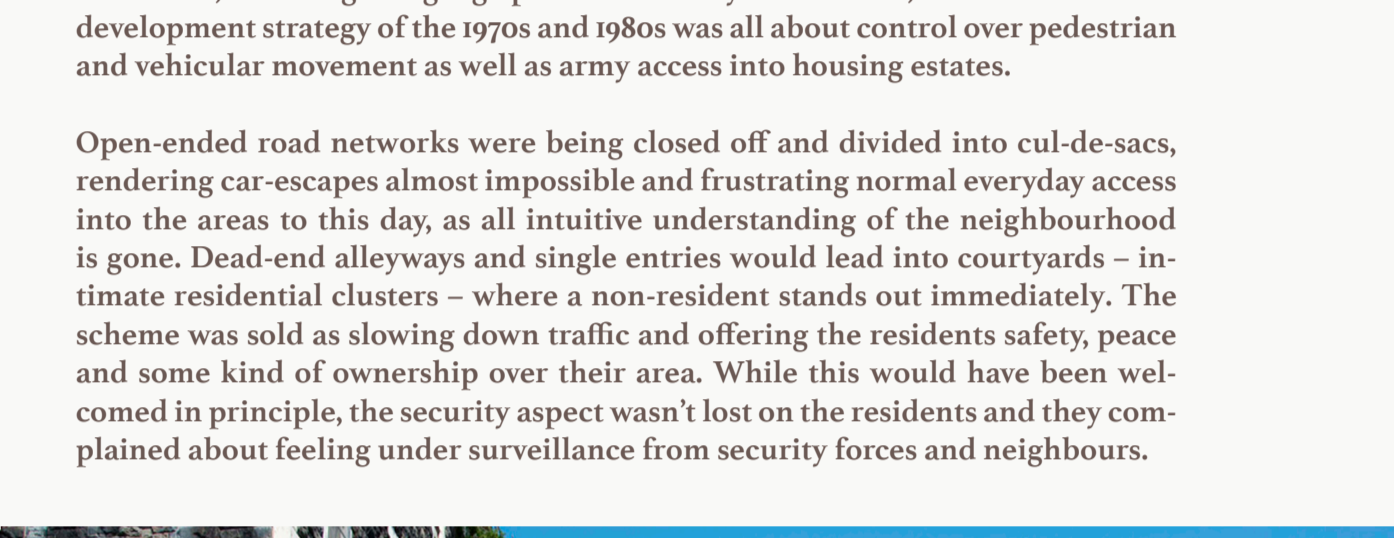 development strategy of the 1970s and 1980s was all about control over pedestrian
and vehicular movement as well as army access into housing estates.
Open-ended road networks were being closed off and divided into cul-de-sacs,
rendering car-escapes almost impossible and frustrating normal everyday access
into the areas to this day, as all intuitive understanding of the neighbourhood
is gone. Dead-end alleyways and single entries would lead into courtyards – in-
timate residential clusters – where a non-resident stands out immediately. The
scheme was sold as slowing down traffic and offering the residents safety, peace
and some kind of ownership over their area. While this would have been wel-
comed in principle, the security aspect wasn’t lost on the residents and they com-
plained about feeling under surveillance from security forces and neighbours.